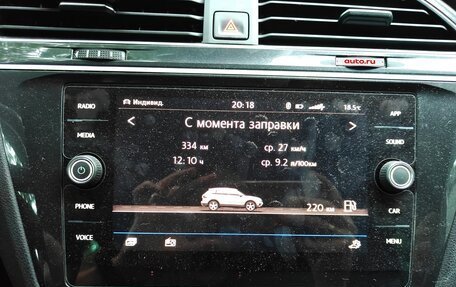 auto.ru
RADIO
Индивид.
20:18
18.5°C
APP
< С момента заправки >
MEDIA
SOUND
334 км
ср. 27 км/ч
12:10 ч
ср. 9.2 л/100км
PHONE
220 км
CAR
VOICE
MENU